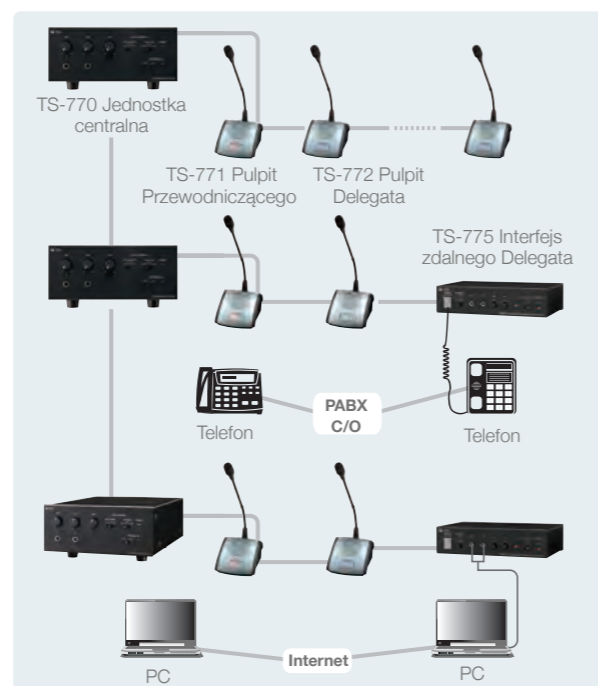 TS-770 Jednostka
centralna
TS-771 Pulpit
Przewodniczącego
TS-772 Pulpit
Delegata
TS-775 Interfejs
zdalnego Delegata
PABX
C/O
Telefon
Telefon
Internet
PC
PC